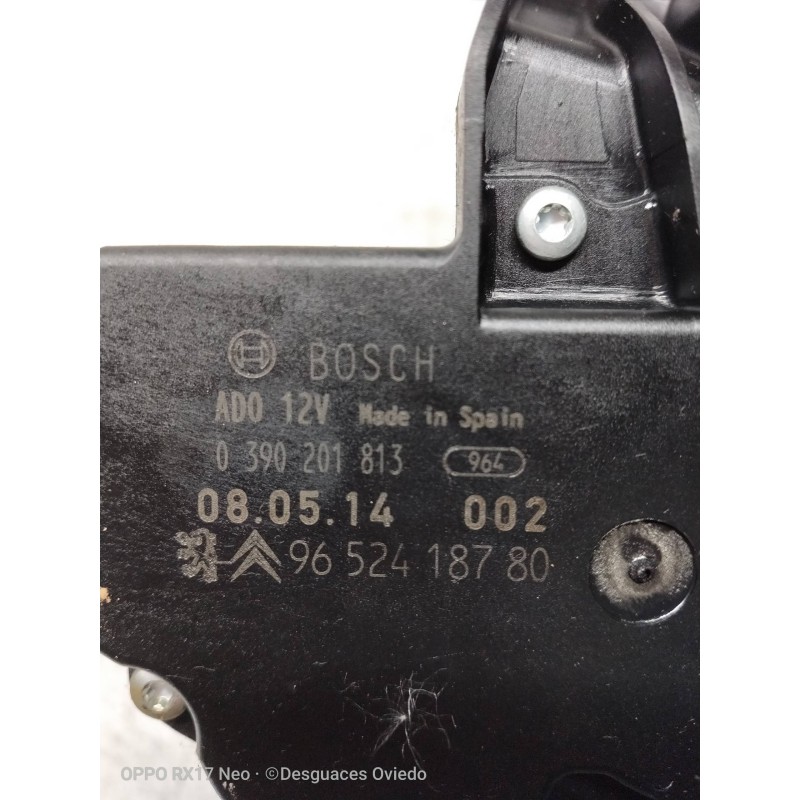 BOSCH
ADO 12V Made in Spain
0 390 201 813 964
08.05.14 002
96 524 187 80
OPPO RX17 Neo · ©Desguaces Oviedo